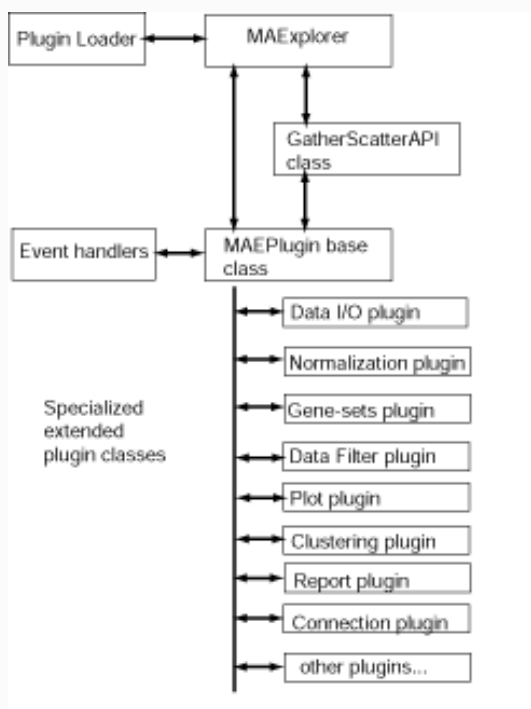 Plugin Loader
MAExplorer
GatherScatterAPI
class
Event handlers
MAEPlugin base
class
Data I/O plugin
Normalization plugin
Specialized
extended
plugin classes
Gene-sets plugin
Data Filter plugin
Plot plugin
Clustering plugin
Report plugin
Connection plugin
other plugins...